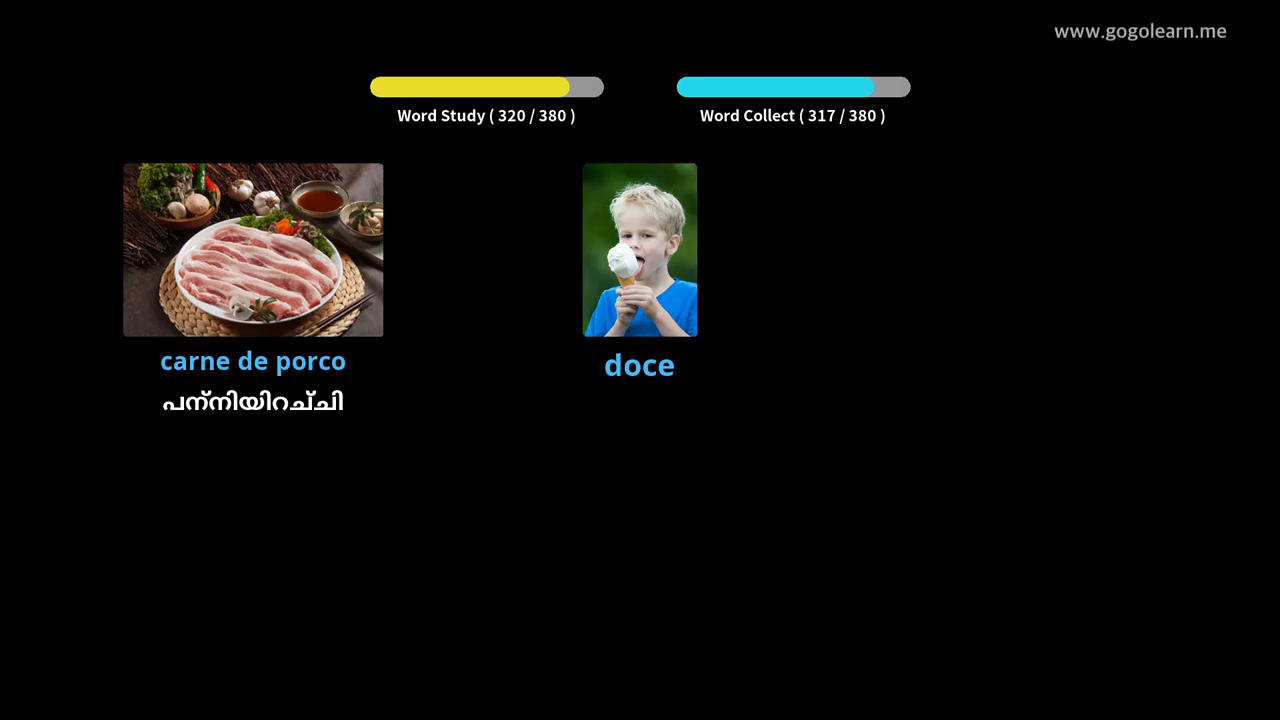 www.gogolearn.me
Word Study ( 320 / 380 )
Word Collect ( 317 / 380 )
carne de porco
പന്നിയിറച്ചി
doce